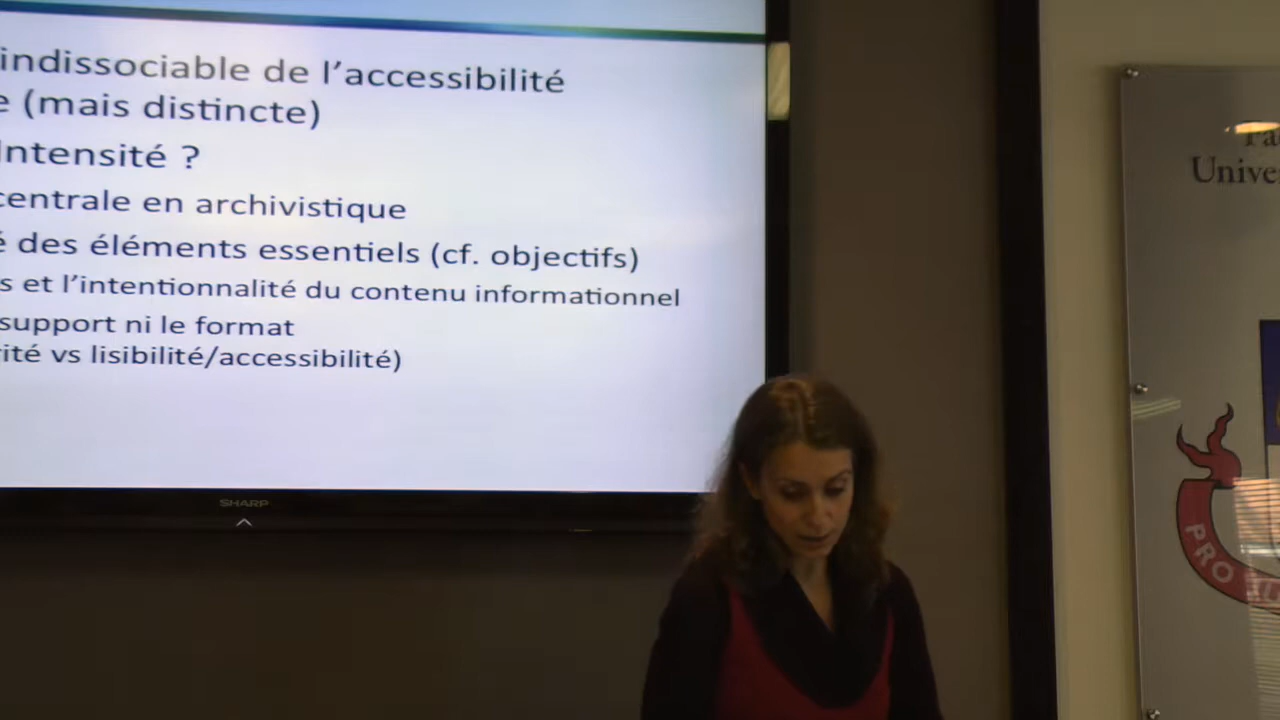 indissociable de l'accessibilité
(mais distincte)
Intensité ?
centrale en archivistique
des éléments essentiels (cf. objectifs)
et l'intentionnalité du contenu informationnel
support ni le format
vs lisibilité/accessibilité)
SHARP
PRO